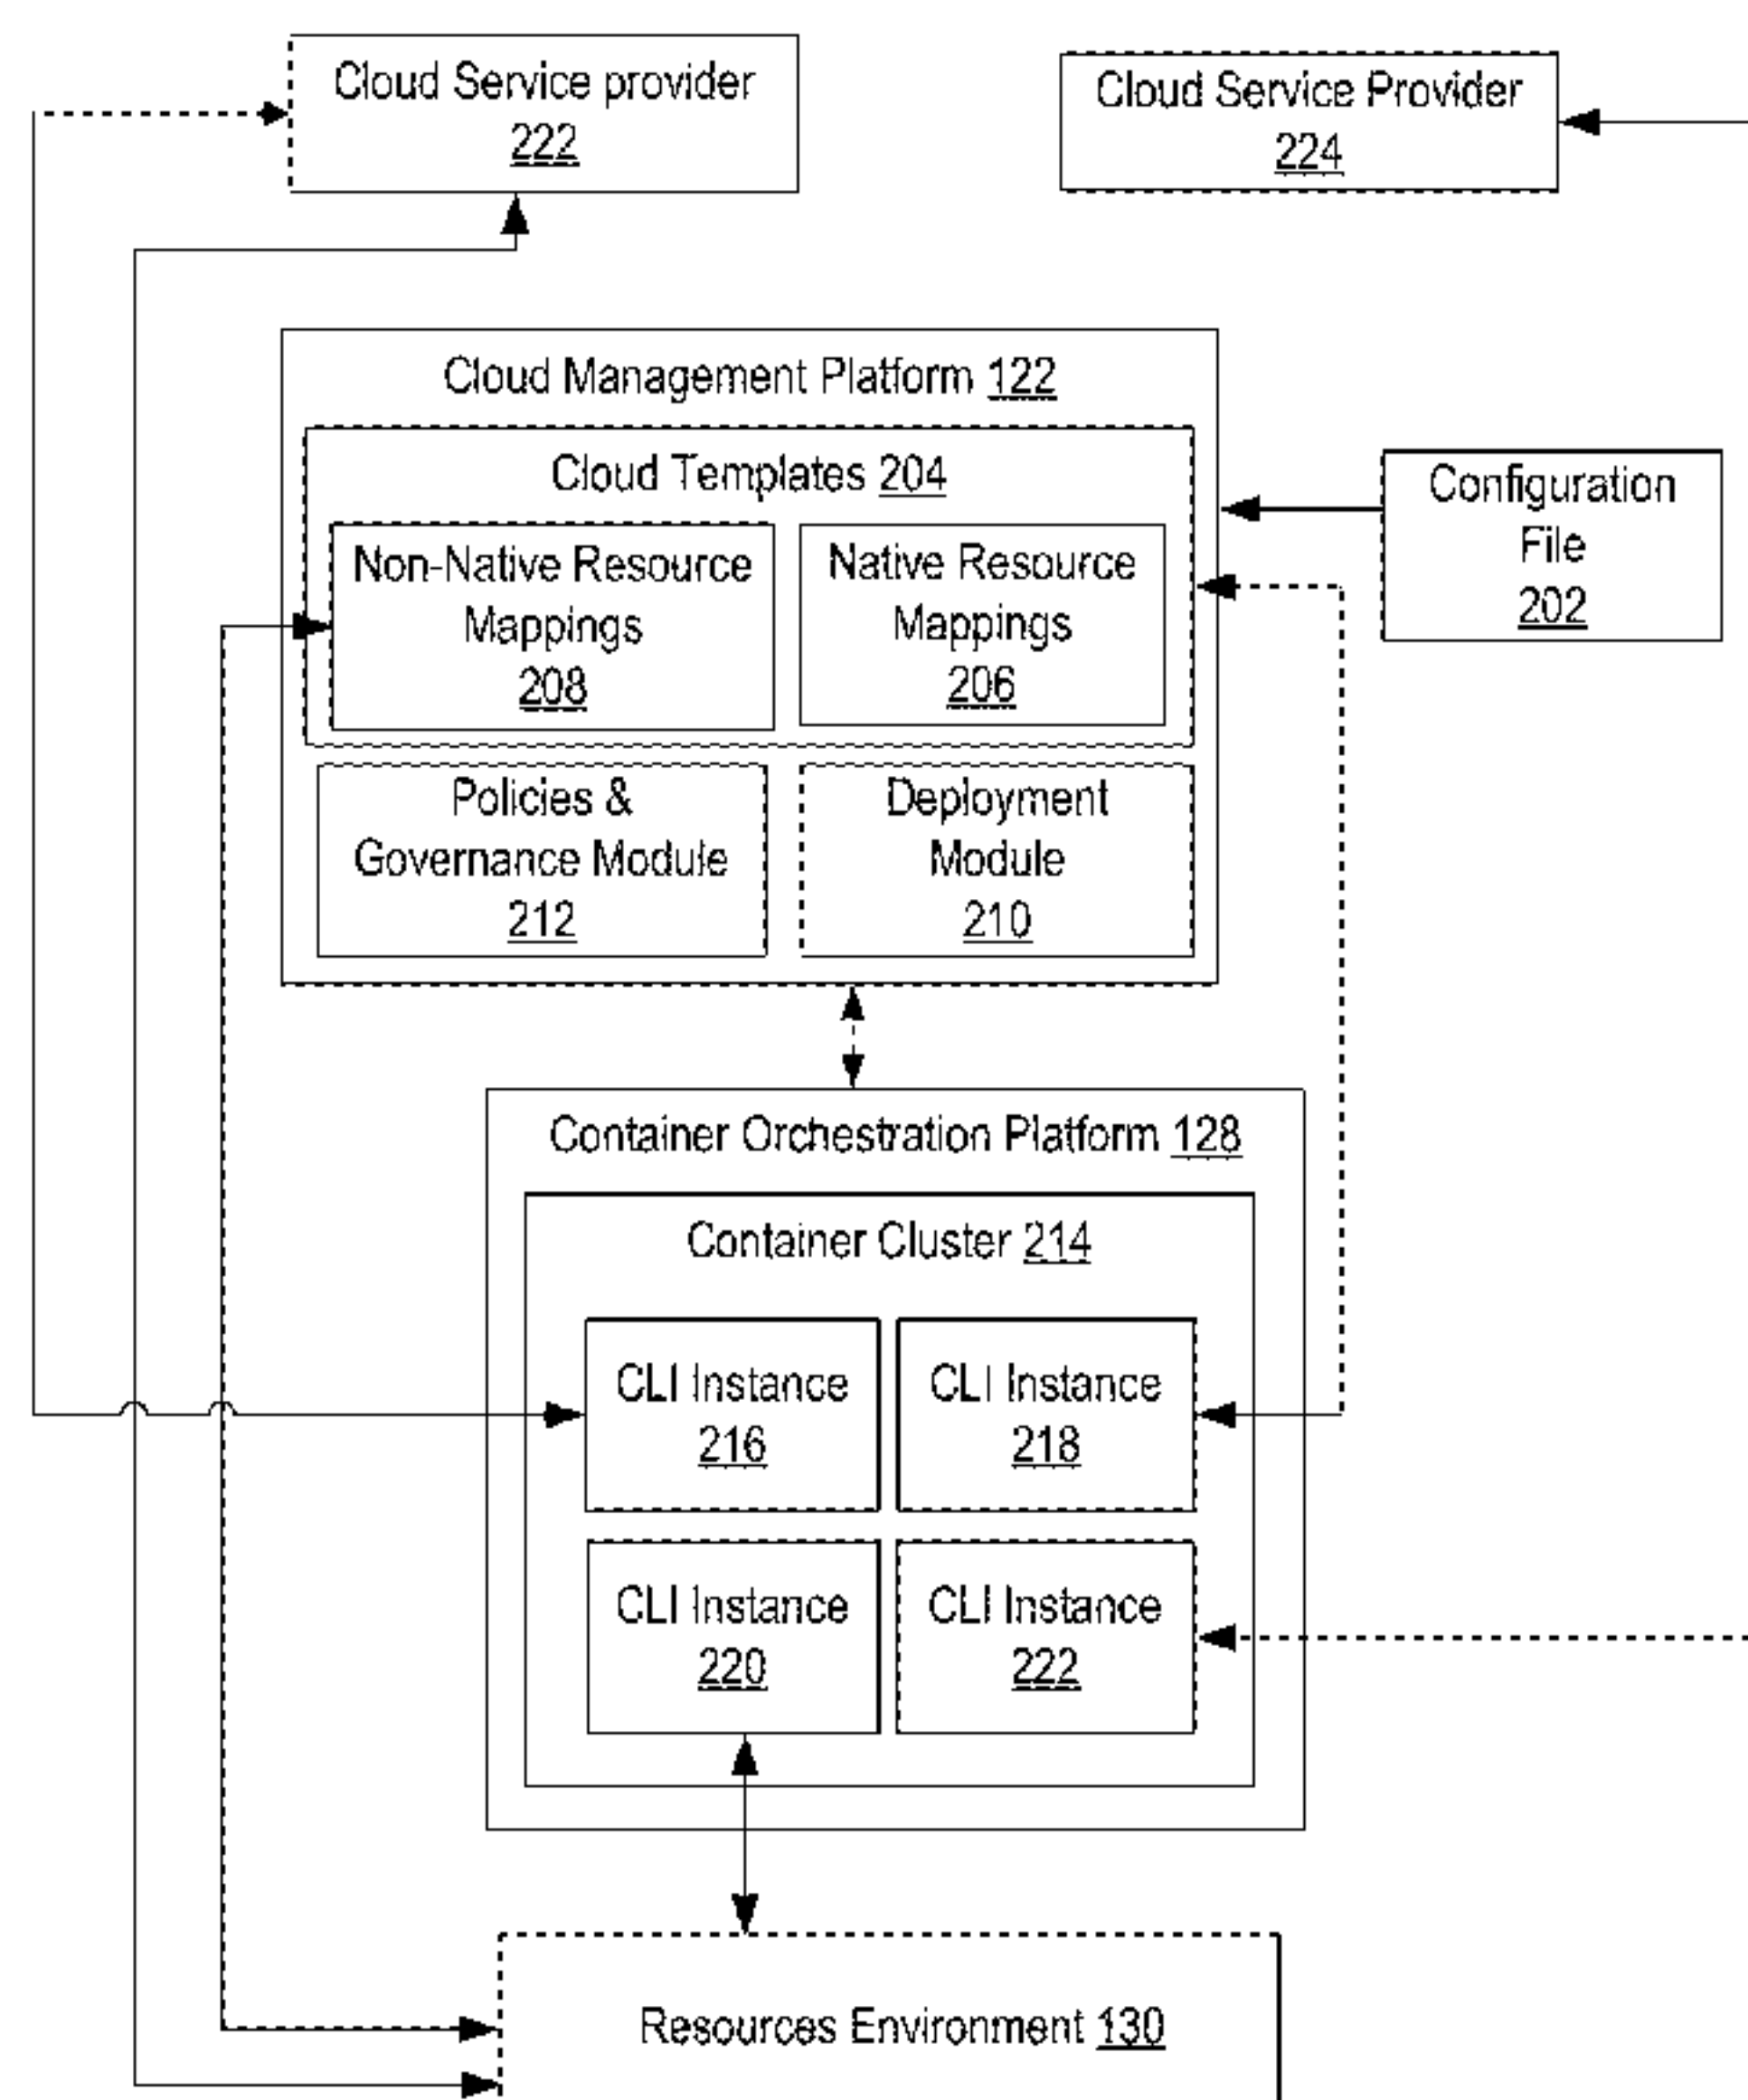 Cloud Service provider
222
Cloud Service Provider
224
Cloud Management Platform 122
Cloud Templates 204
Non-Native Resource
Mappings
208
Native Resource
Mappings
206
Configuration
File
202
Policies &
Governance Module
212
Deployment
Module
210
Container Orchestration Platform 128
Container Cluster 214
CLI Instance
216
CLI Instance
218
CLI Instance
220
CLI Instance
222
Resources Environment 130